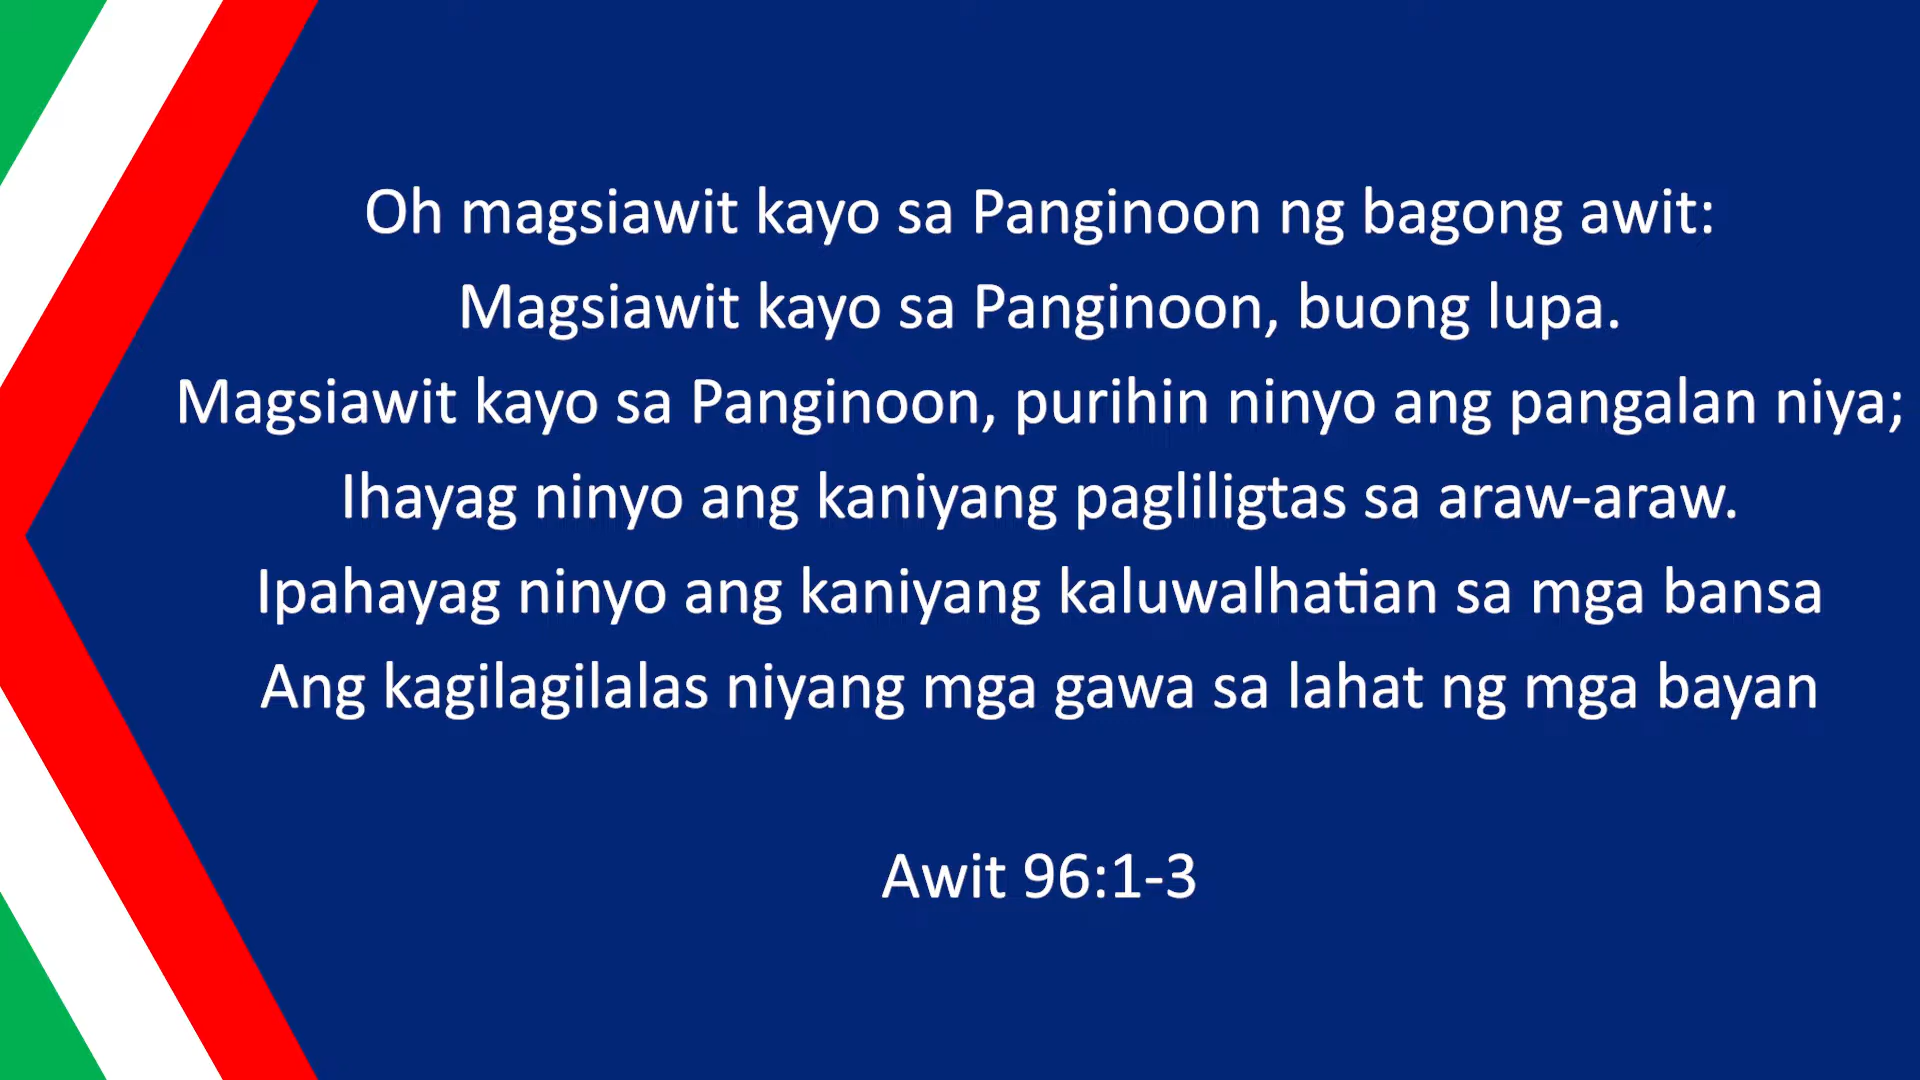 Oh magsiawit kayo sa Panginoon ng bagong awit:
Magsiawit kayo sa Panginoon, buong lupa.
Magsiawit kayo sa Panginoon, purihin ninyo ang pangalan niya;
Ihayag ninyo ang kaniyang pagliligtas sa araw-araw.
Ipahayag ninyo ang kaniyang kaluwalhatian sa mga bansa
Ang kagilagilalas niyang mga gawa sa lahat ng mga bayan
Awit 96:1-3